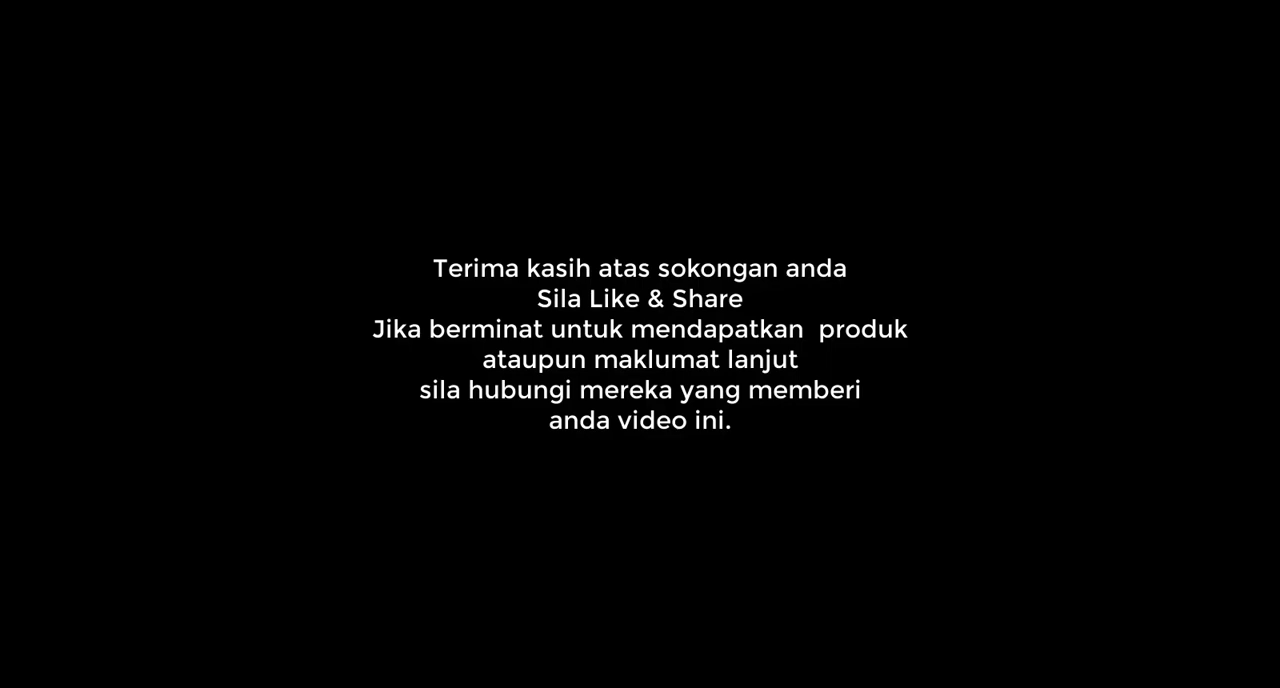 Terima kasih atas sokongan anda
Sila Like & Share
Jika berminat untuk mendapatkan  produk
ataupun maklumat lanjut
sila hubungi mereka yang memberi
anda video ini.